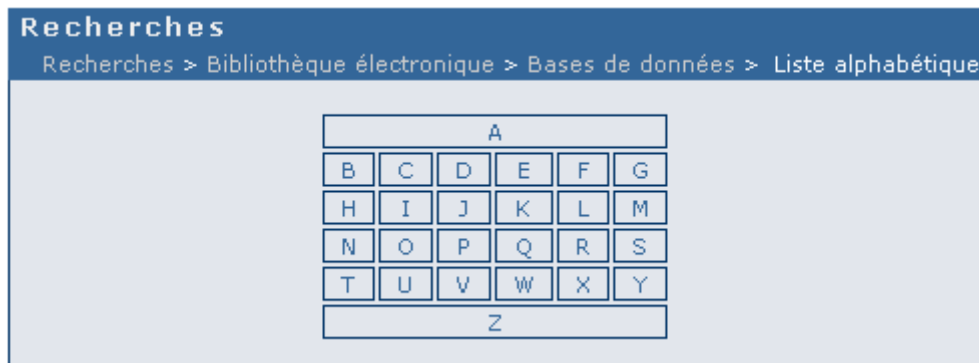 Recherches
Recherches > Bibliothèque électronique > Bases de données > Liste alphabétique
A
B C D E F G
H I J K L M
N O P Q R S
T U V W X Y
Z